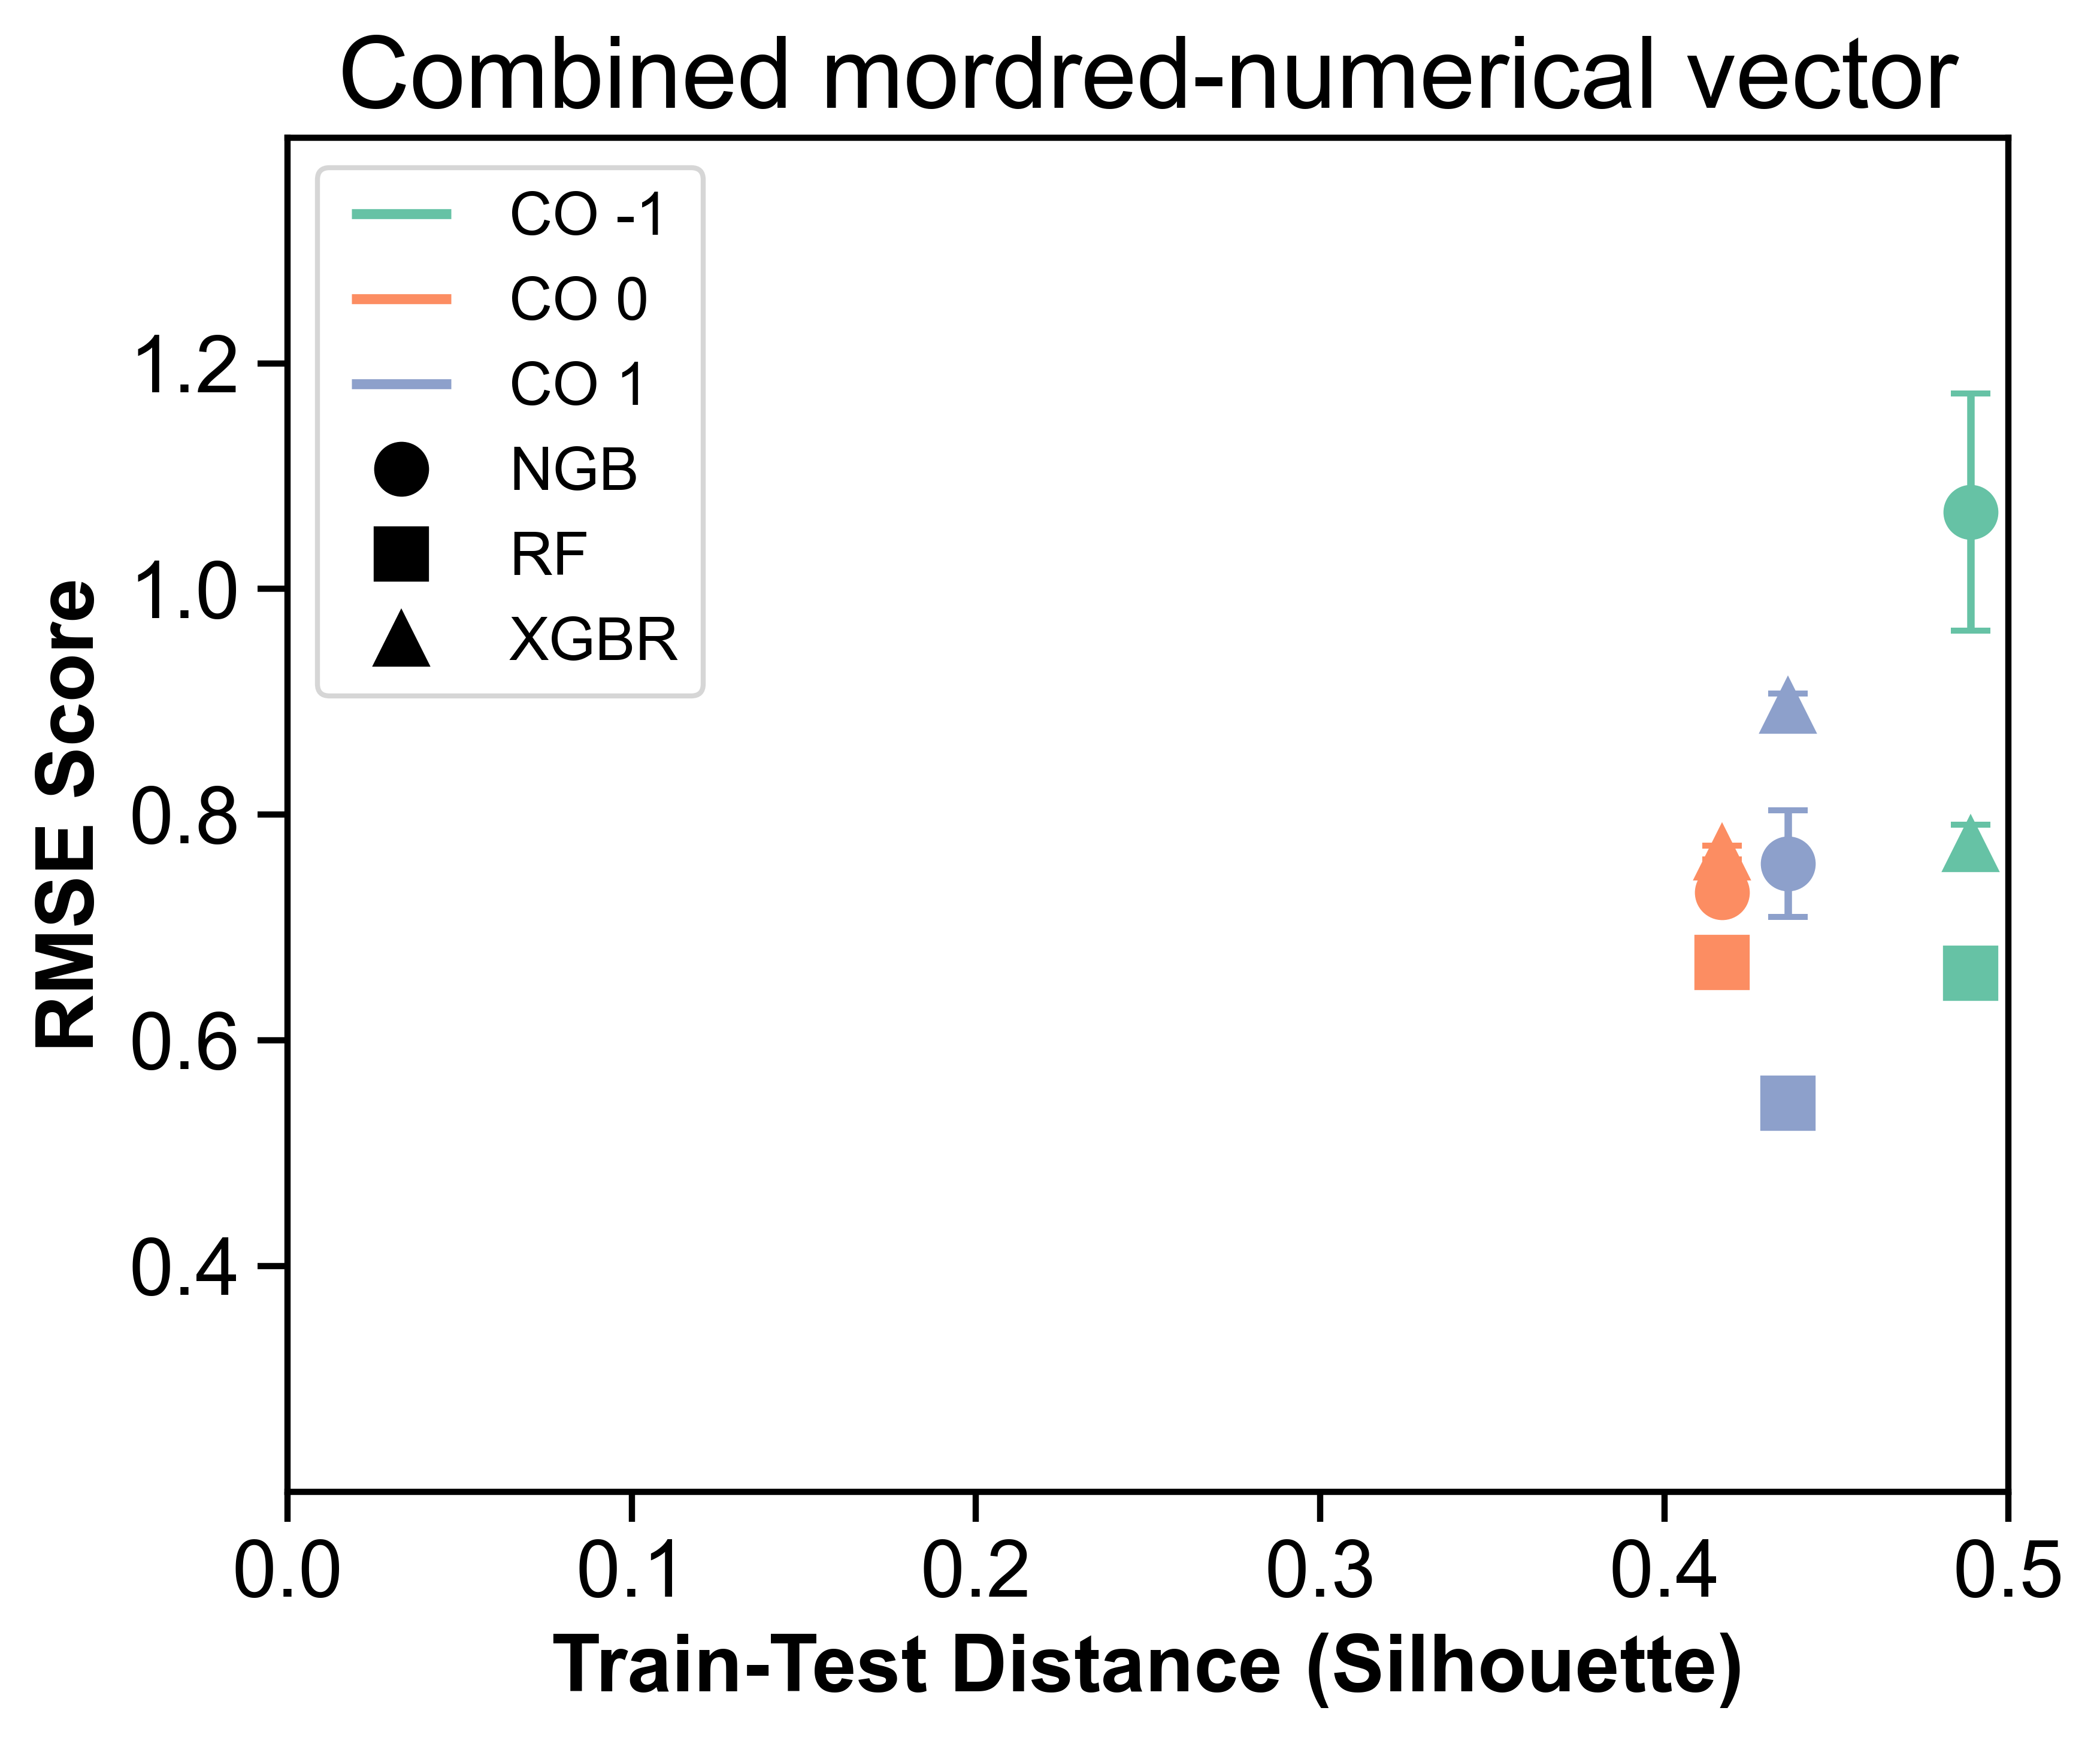 Combined mordred-numerical vector
CO -1
CO 0
CO 1
NGB
RF
XGBR
RMSE Score
1.2
1.0
0.8
0.6
0.4
0.0
0.1
0.2
0.3
0.4
0.5
Train-Test Distance (Silhouette)